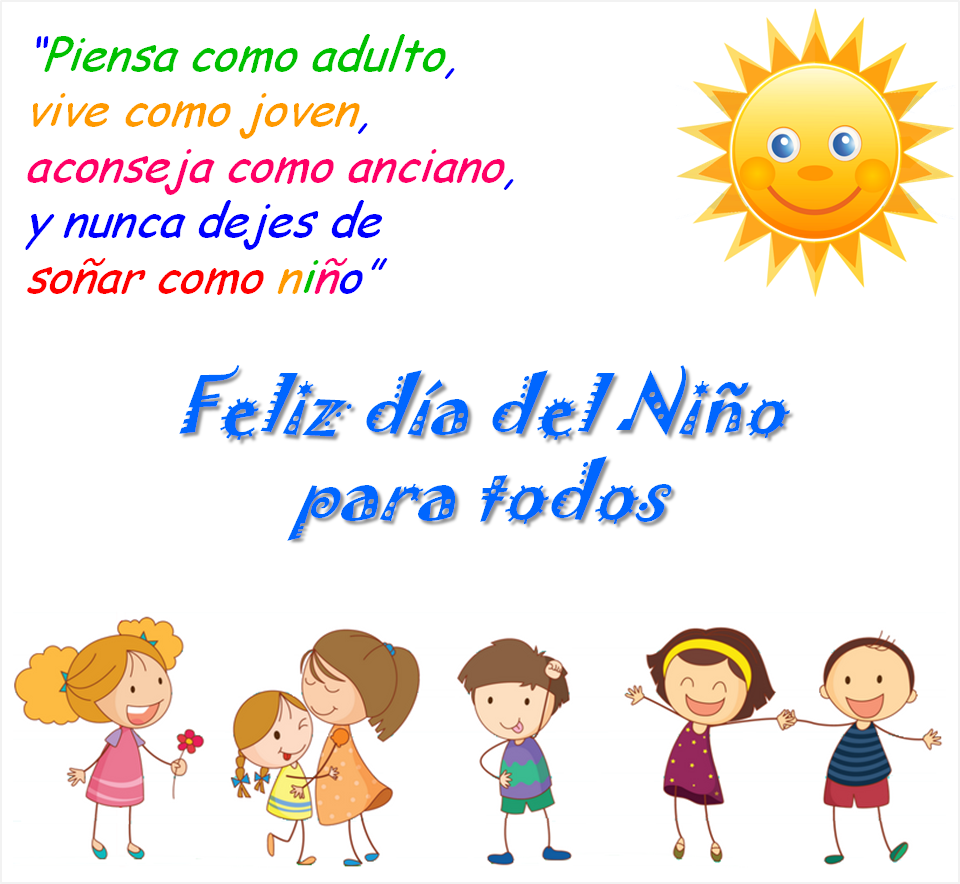 "Piensa como adulto,
vive como joven,
aconseja como anciano,
y nunca dejes de
soñar como niño"
Feliz día del Niño
para todos